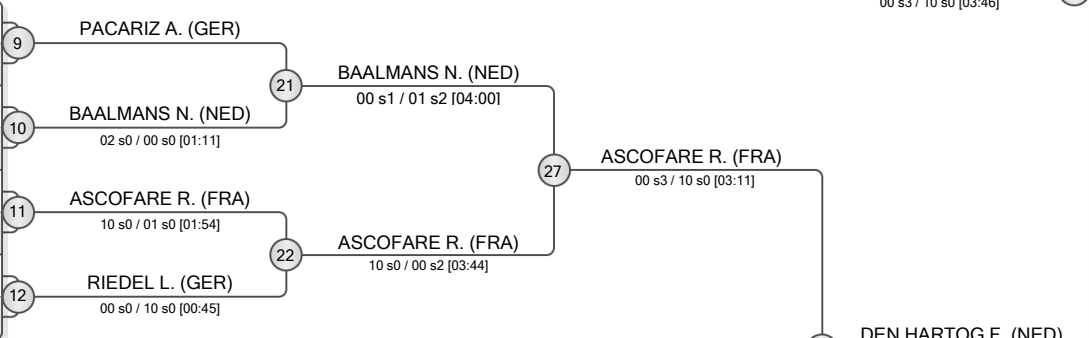 00 s3 / 10 s0 [03:46]
9
PACARIZ A. (GER)
21
BAALMANS N. (NED)
00 s1 / 01 s2 [04:00]
10
BAALMANS N. (NED)
02 s0 / 00 s0 [01:11]
27
ASCOFARE R. (FRA)
00 s3 / 10 s0 [03:11]
11
ASCOFARE R. (FRA)
10 s0 / 01 s0 [01:54]
22
ASCOFARE R. (FRA)
10 s0 / 00 s2 [03:44]
12
RIEDEL L. (GER)
00 s0 / 10 s0 [00:45]
DEN HARTOG F. (NED)